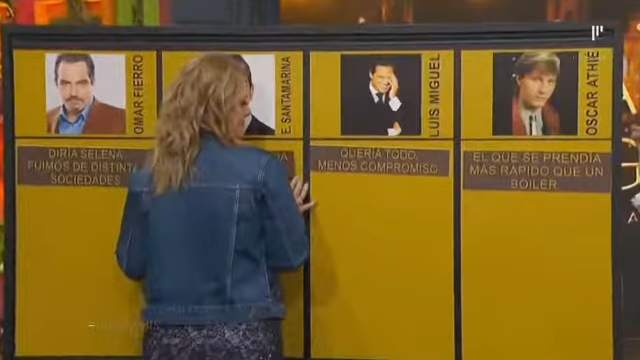 OMAR FIERRO
E. SANTAMARINA
LUIS MIGUEL
OSCAR ATHIÉ
DIRÍA SELENA
FUIMOS DE DISTINTAS
SOCIEDADES
QUERÍA TODO,
MENOS COMPROMISO
EL QUE SE PRENDÍA
MÁS RÁPIDO QUE UN
BOILER